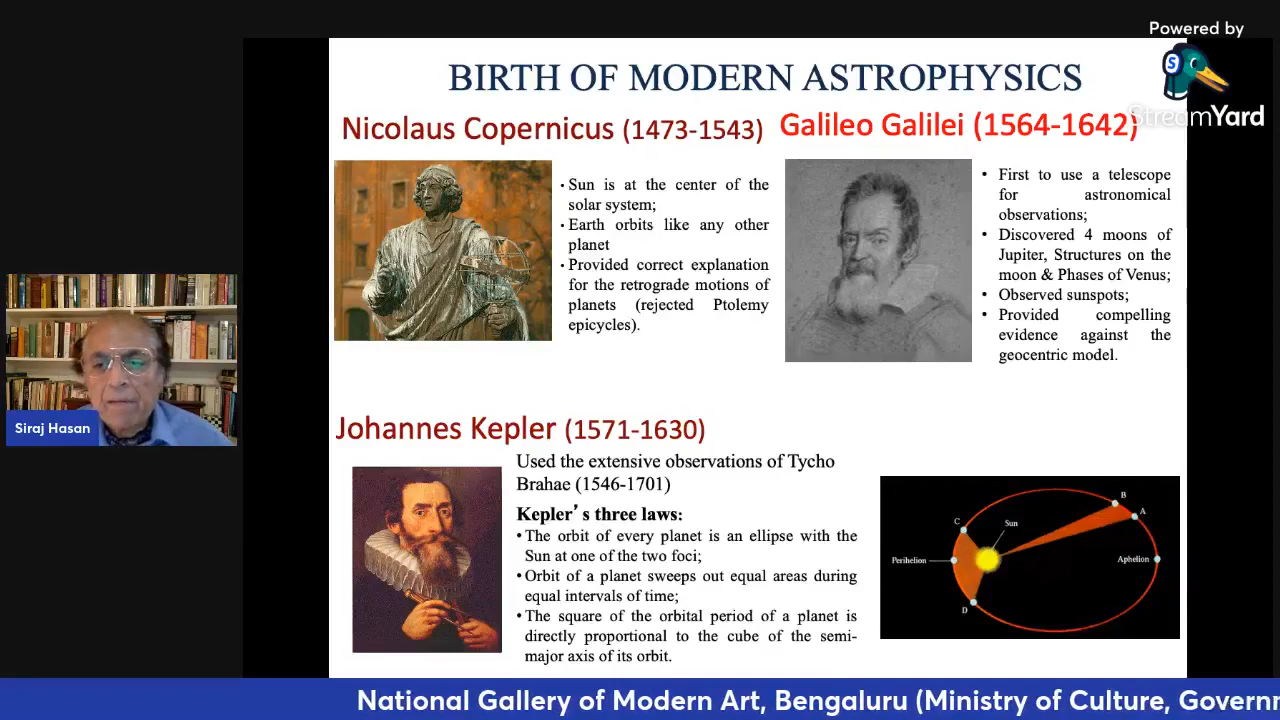 Powered by
StreamYard
BIRTH OF MODERN ASTROPHYSICS
Nicolaus Copernicus (1473-1543)
• Sun is at the center of the
solar system;
• Earth orbits like any other
planet
• Provided correct explanation
for the retrograde motions of
planets (rejected Ptolemy
epicycles).
Galileo Galilei (1564-1642)
• First to use a telescope
for astronomical
observations;
• Discovered 4 moons of
Jupiter, Structures on the
moon & Phases of Venus;
• Observed sunspots;
• Provided compelling
evidence against the
geocentric model.
Siraj Hasan
Johannes Kepler (1571-1630)
Used the extensive observations of Tycho
Brahae (1546-1701)
Kepler’s three laws:
• The orbit of every planet is an ellipse with the
Sun at one of the two foci;
• Orbit of a planet sweeps out equal areas during
equal intervals of time;
• The square of the orbital period of a planet is
directly proportional to the cube of the semi-
major axis of its orbit.
B
A
C
Sun
Perihelion
Aphelion
D
National Gallery of Modern Art, Bengaluru (Ministry of Culture, Governm